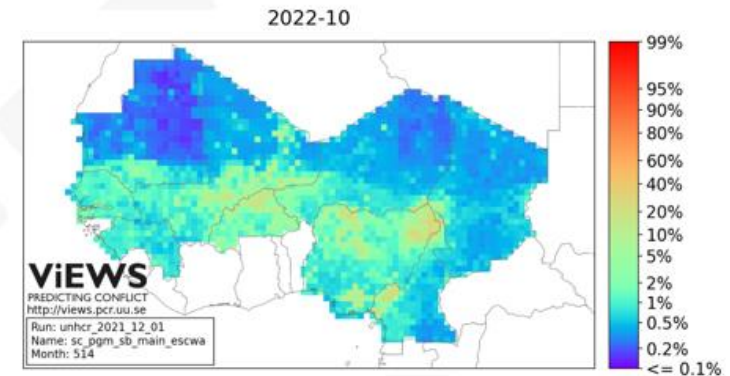 2022-10
99%
95%
90%
80%
60%
40%
20%
10%
5%
2%
1%
0.5%
0.2%
<= 0.1%
ViEWS
PREDICTING CONFLICT
http://views.pcr.uu.se
Run: unhcr_2021_12_01
Name: sc_pgm_sb_main_escwa
Month: 514